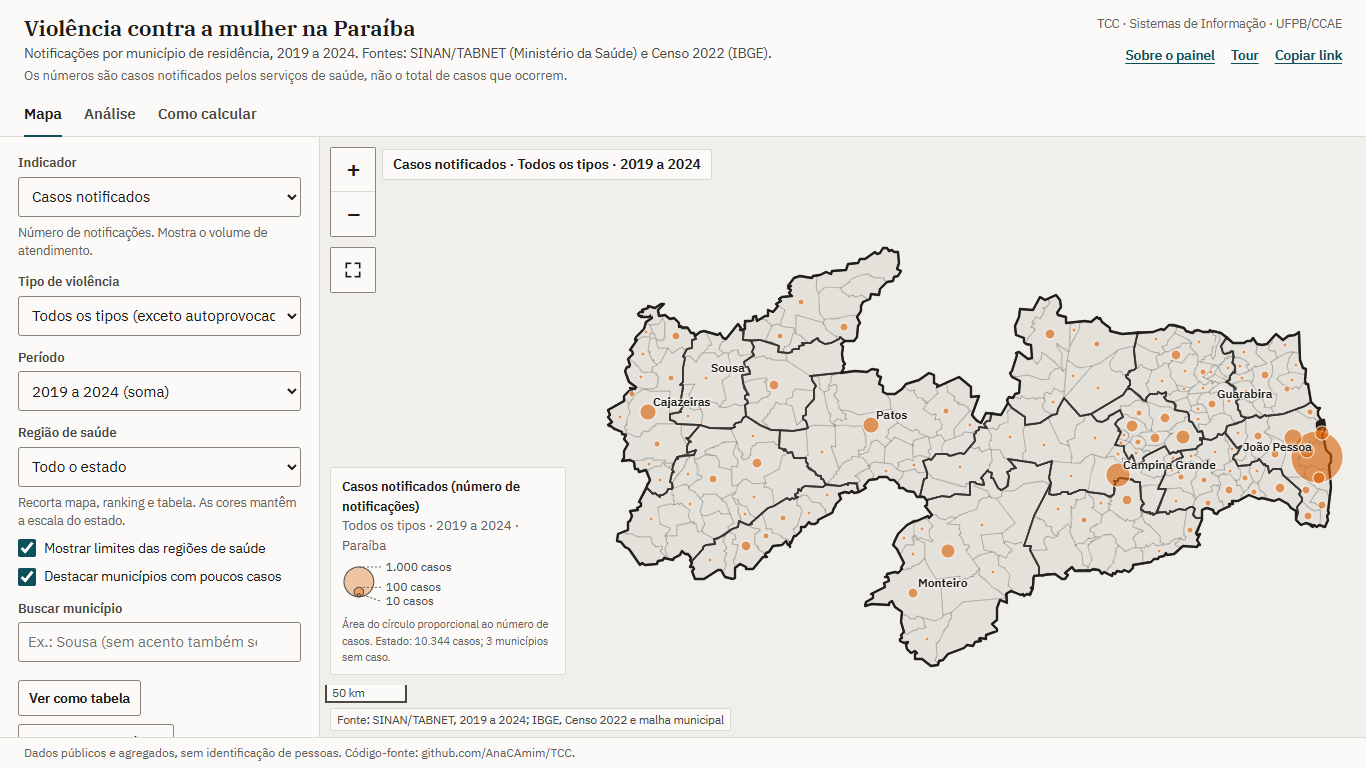 Violência contra a mulher na Paraíba
Notificações por município de residência, 2019 a 2024. Fontes: SINAN/TABNET (Ministério da Saúde) e Censo 2022 (IBGE).
Os números são casos notificados pelos serviços de saúde, não o total de casos que ocorrem.
TCC · Sistemas de Informação · UFPB/CCAE
Sobre o painel Tour Copiar link
Mapa Análise Como calcular
Indicador
Casos notificados
Número de notificações. Mostra o volume de
atendimento.
Tipo de violência
Todos os tipos (exceto autoprovocac
Período
2019 a 2024 (soma)
Região de saúde
Todo o estado
Recorta mapa, ranking e tabela. As cores mantêm
a escala do estado.
Mostrar limites das regiões de saúde
Destacar municípios com poucos casos
Buscar município
Ex.: Sousa (sem acento também se
Ver como tabela
+
−
Casos notificados · Todos os tipos · 2019 a 2024
Sousa
Cajazeiras
Patos
Guarabira
João Pessoa
Campina Grande
Monteiro
Casos notificados (número de
notificações)
Todos os tipos · 2019 a 2024 ·
Paraíba
1.000 casos
100 casos
10 casos
Área do círculo proporcional ao número de
casos. Estado: 10.344 casos; 3 municípios
sem caso.
50 km
Fonte: SINAN/TABNET, 2019 a 2024; IBGE, Censo 2022 e malha municipal
Dados públicos e agregados, sem identificação de pessoas. Código-fonte: github.com/AnaCAmim/TCC.